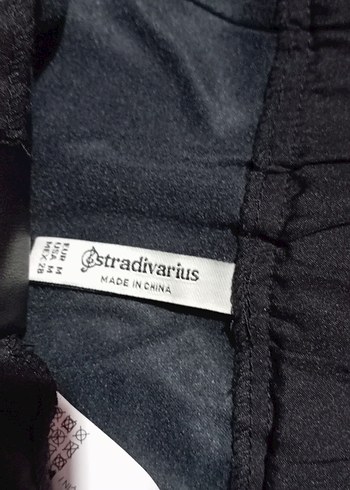 EUR M
USA M
MEX 28
stradivarius
MADE IN CHINA